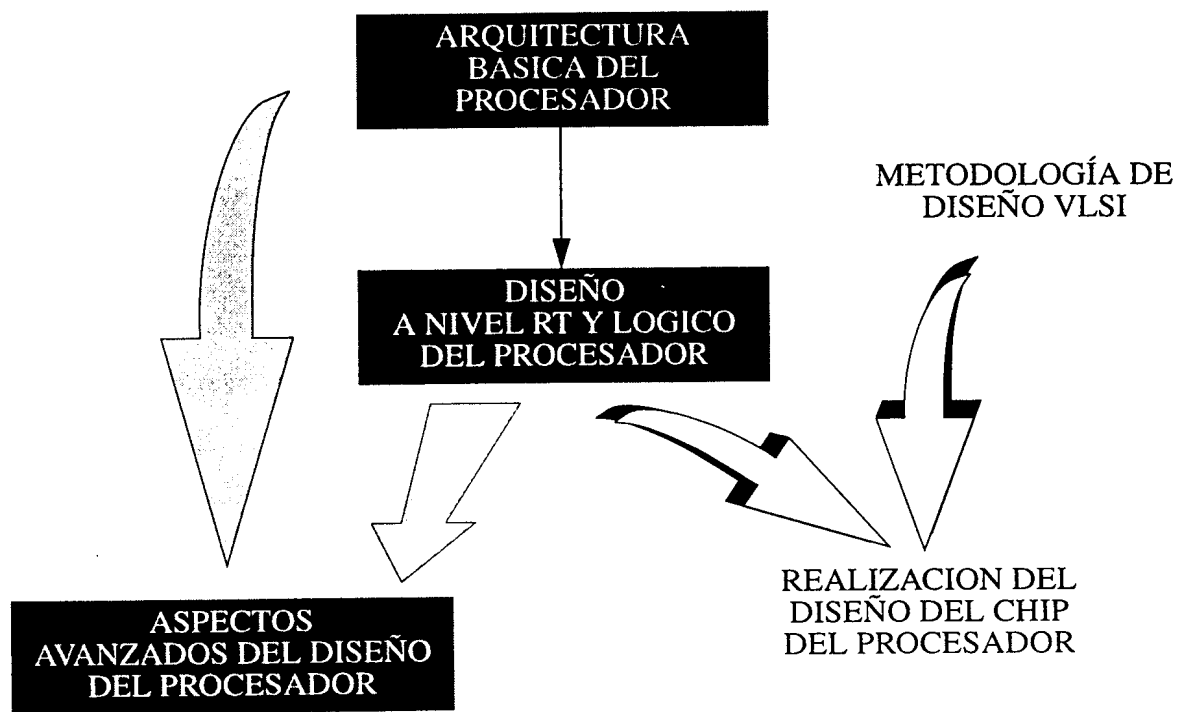 ARQUITECTURA
BASICA DEL
PROCESADOR
METODOLOGÍA DE
DISEÑO VLSI
DISEÑO
A NIVEL RT Y LOGICO
DEL PROCESADOR
REALIZACION DEL
DISEÑO DEL CHIP
DEL PROCESADOR
ASPECTOS
AVANZADOS DEL DISEÑO
DEL PROCESADOR